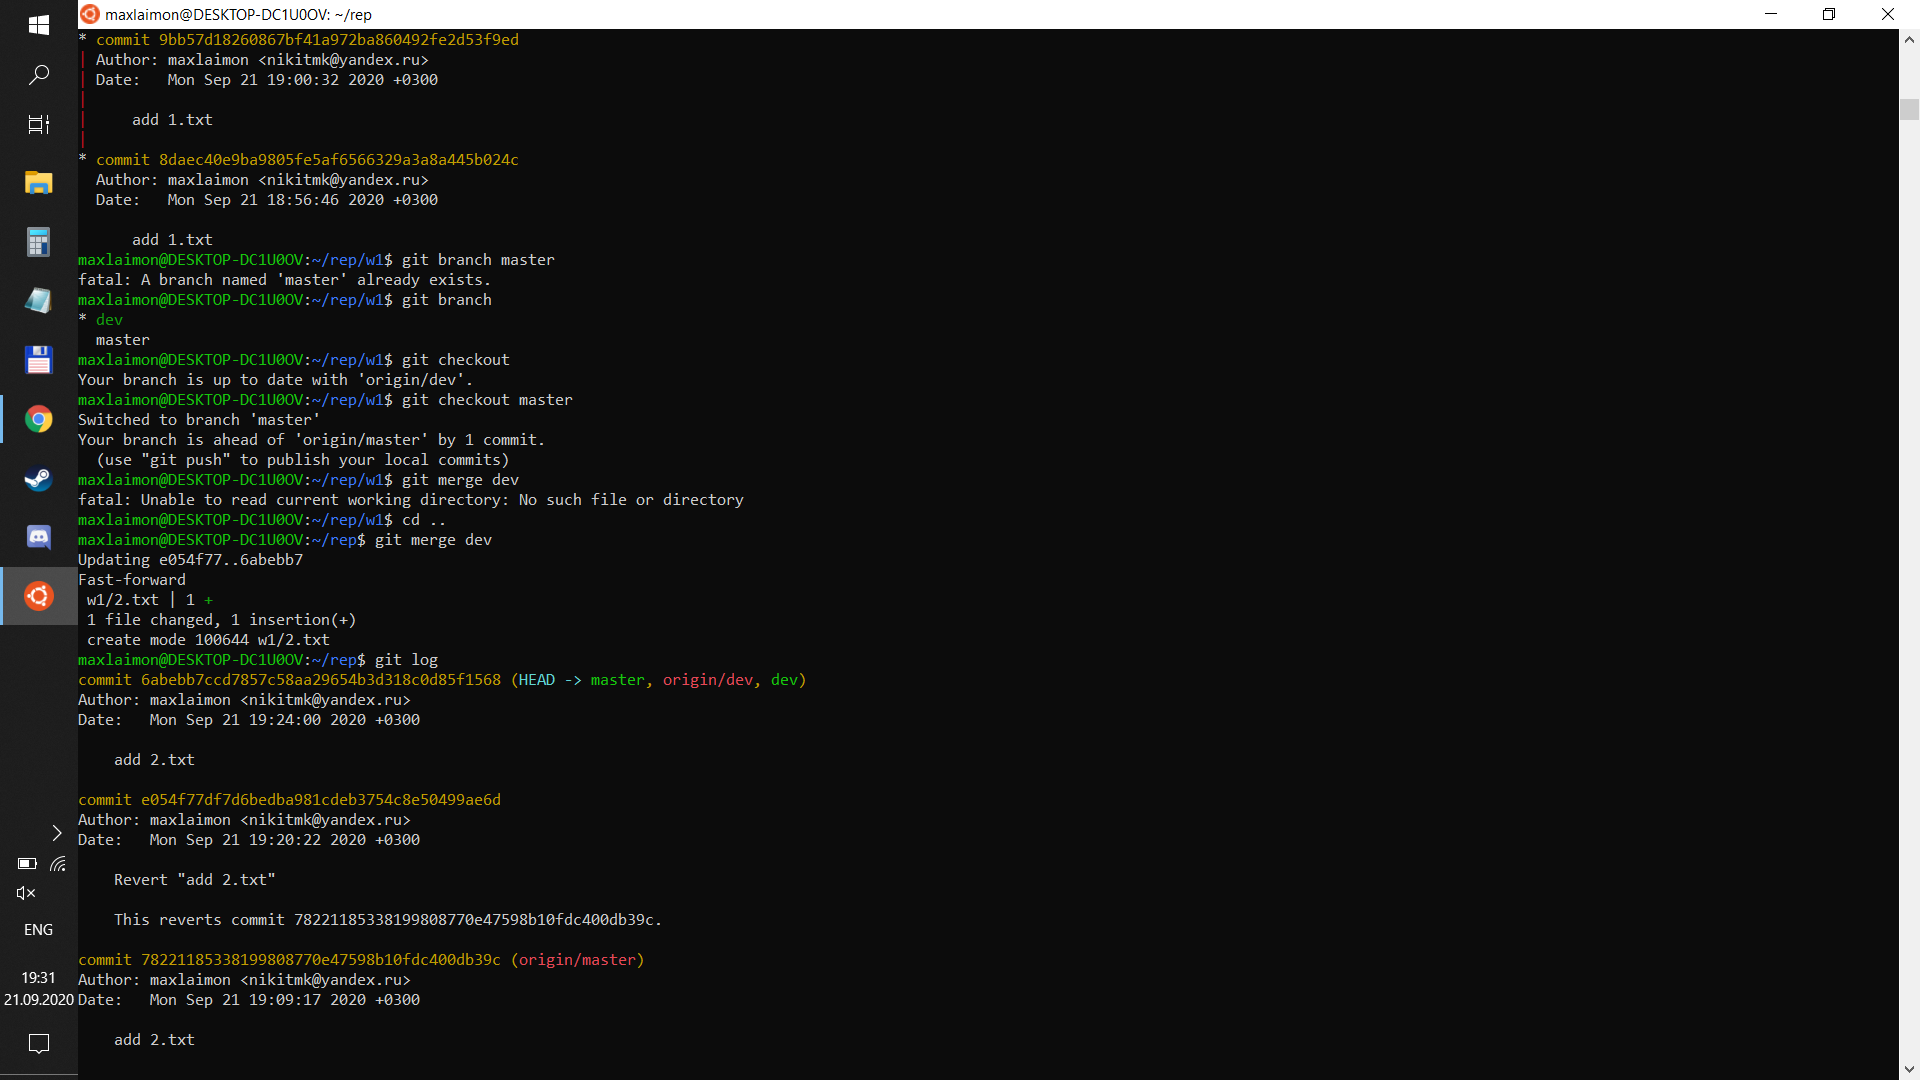 maxlaimon@DESKTOP-DC1U0OV: ~/rep
* commit 9bb57d18260867bf41a972ba860492fe2d53f9ed
| Author: maxlaimon <nikitmk@yandex.ru>
| Date:   Mon Sep 21 19:00:32 2020 +0300
|
|     add 1.txt
|
* commit 8daec40e9ba9805fe5af6566329a3a8a445b024c
  Author: maxlaimon <nikitmk@yandex.ru>
  Date:   Mon Sep 21 18:56:46 2020 +0300
      add 1.txt
maxlaimon@DESKTOP-DC1U0OV:~/rep/w1$ git branch master
fatal: A branch named 'master' already exists.
maxlaimon@DESKTOP-DC1U0OV:~/rep/w1$ git branch
* dev
  master
maxlaimon@DESKTOP-DC1U0OV:~/rep/w1$ git checkout
Your branch is up to date with 'origin/dev'.
maxlaimon@DESKTOP-DC1U0OV:~/rep/w1$ git checkout master
Switched to branch 'master'
Your branch is ahead of 'origin/master' by 1 commit.
  (use "git push" to publish your local commits)
maxlaimon@DESKTOP-DC1U0OV:~/rep/w1$ git merge dev
fatal: Unable to read current working directory: No such file or directory
maxlaimon@DESKTOP-DC1U0OV:~/rep/w1$ cd ..
maxlaimon@DESKTOP-DC1U0OV:~/rep$ git merge dev
Updating e054f77..6abebb7
Fast-forward
 w1/2.txt | 1 +
 1 file changed, 1 insertion(+)
 create mode 100644 w1/2.txt
maxlaimon@DESKTOP-DC1U0OV:~/rep$ git log
commit 6abebb7ccd7857c58aa29654b3d318c0d85f1568 (HEAD -> master, origin/dev, dev)
Author: maxlaimon <nikitmk@yandex.ru>
Date:   Mon Sep 21 19:24:00 2020 +0300
    add 2.txt
commit e054f77df7d6bedba981cdeb3754c8e50499ae6d
Author: maxlaimon <nikitmk@yandex.ru>
Date:   Mon Sep 21 19:20:22 2020 +0300
    Revert "add 2.txt"
    This reverts commit 78221185338199808770e47598b10fdc400db39c.
commit 78221185338199808770e47598b10fdc400db39c (origin/master)
Author: maxlaimon <nikitmk@yandex.ru>
Date:   Mon Sep 21 19:09:17 2020 +0300
    add 2.txt
ENG
19:31
21.09.2020